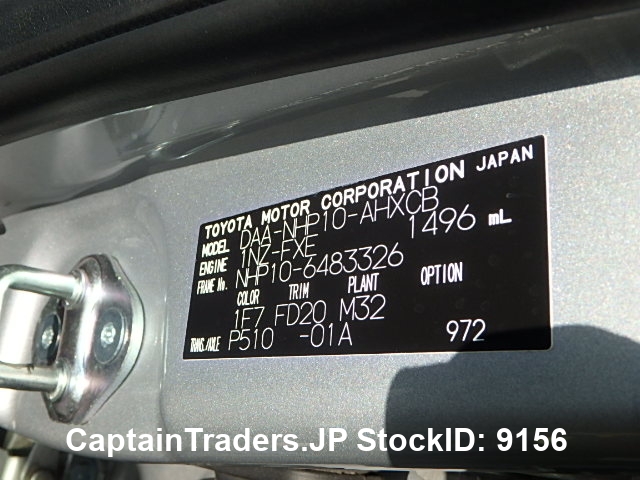 TOYOTA MOTOR CORPORATION JAPAN
MODEL DAA-NHP10-AHXCB
ENGINE 1NZ-FXE 1496 mL
FRAME No. NHP10-6483326
COLOR TRIM PLANT OPTION
1F7 FD20 M32
TRANS./AXLE P510 -01A 972
CaptainTraders.JP StockID: 9156